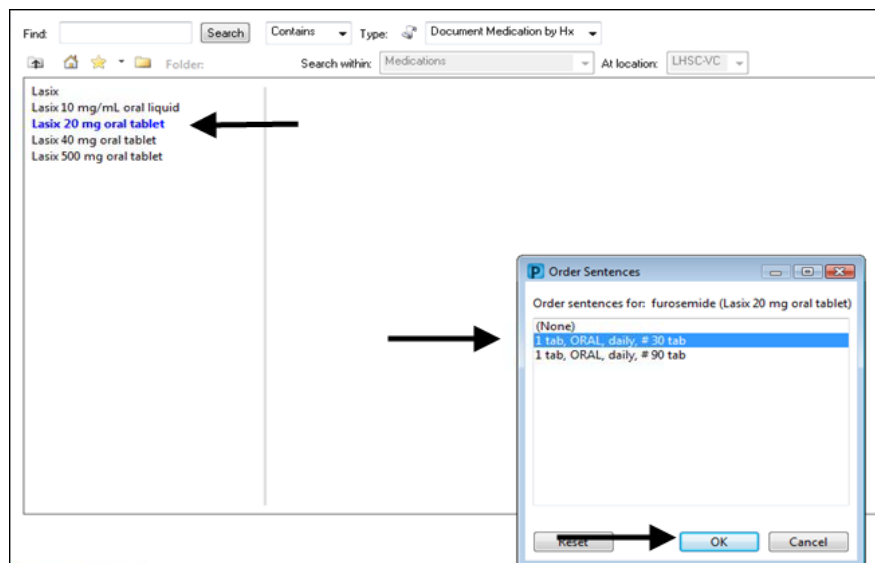 Find: Search Contains Type: Document Medication by Hx
Folder: Search within: Medications At location: LHSC-VC
Lasix
Lasix 10 mg/mL oral liquid
Lasix 20 mg oral tablet
Lasix 40 mg oral tablet
Lasix 500 mg oral tablet
P Order Sentences
Order sentences for: furosemide (Lasix 20 mg oral tablet)
(None)
1 tab, ORAL, daily, # 30 tab
1 tab, ORAL, daily, # 90 tab
Reset OK Cancel